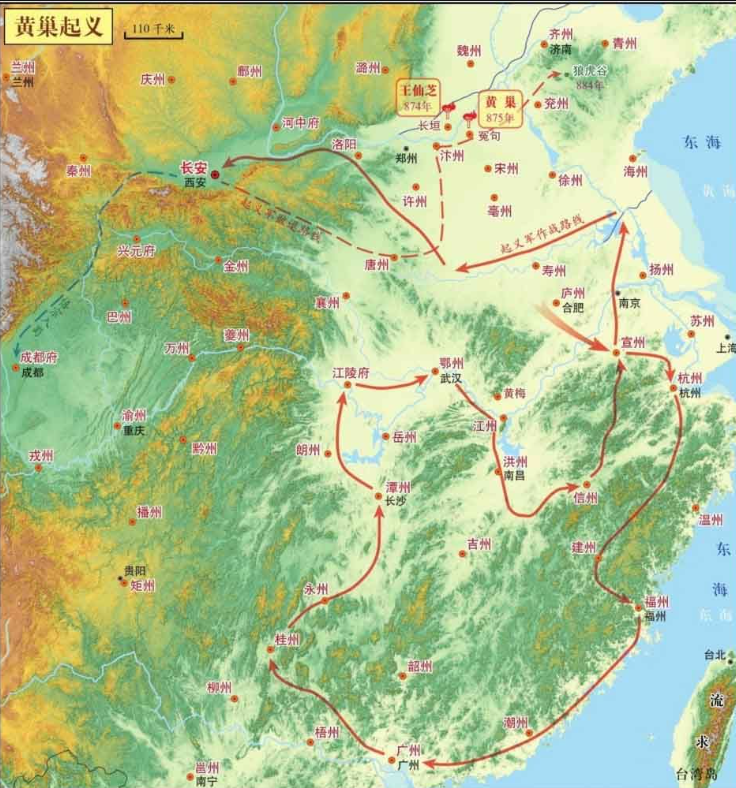 黄巢起义
110 千米
兰州
兰州
庆州
鄜州
潞州
魏州
齐州
济南
青州
狼虎谷
884年
王仙芝
874年
黄 巢
875年
兖州
长垣
冤句
河中府
洛阳
郑州
汴州
宋州
徐州
海州
东 海
黄 海
秦州
长安
西安
许州
亳州
起义军撤退路线
起义军作战路线
兴元府
金州
唐州
寿州
扬州
襄州
庐州
合肥
南京
巴州
万州
夔州
苏州
上海
宣州
成都府
成都
江陵府
鄂州
武汉
黄梅
杭州
杭州
渝州
重庆
江州
黔州
朗州
岳州
戎州
洪州
南昌
信州
潭州
长沙
播州
温州
吉州
建州
东
海
东 海
贵阳
矩州
永州
福州
福州
桂州
韶州
台北
柳州
流
求
潮州
梧州
广州
广州
邕州
南宁
台湾岛